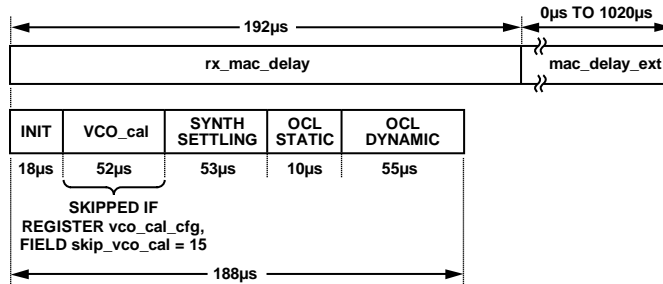 192µs
0µs TO 1020µs
rx_mac_delay
mac_delay_ext
INIT
VCO_cal
SYNTH
SETTLING
OCL
STATIC
OCL
DYNAMIC
18µs
52µs
53µs
10µs
55µs
SKIPPED IF
REGISTER vco_cal_cfg,
FIELD skip_vco_cal = 15
188µs